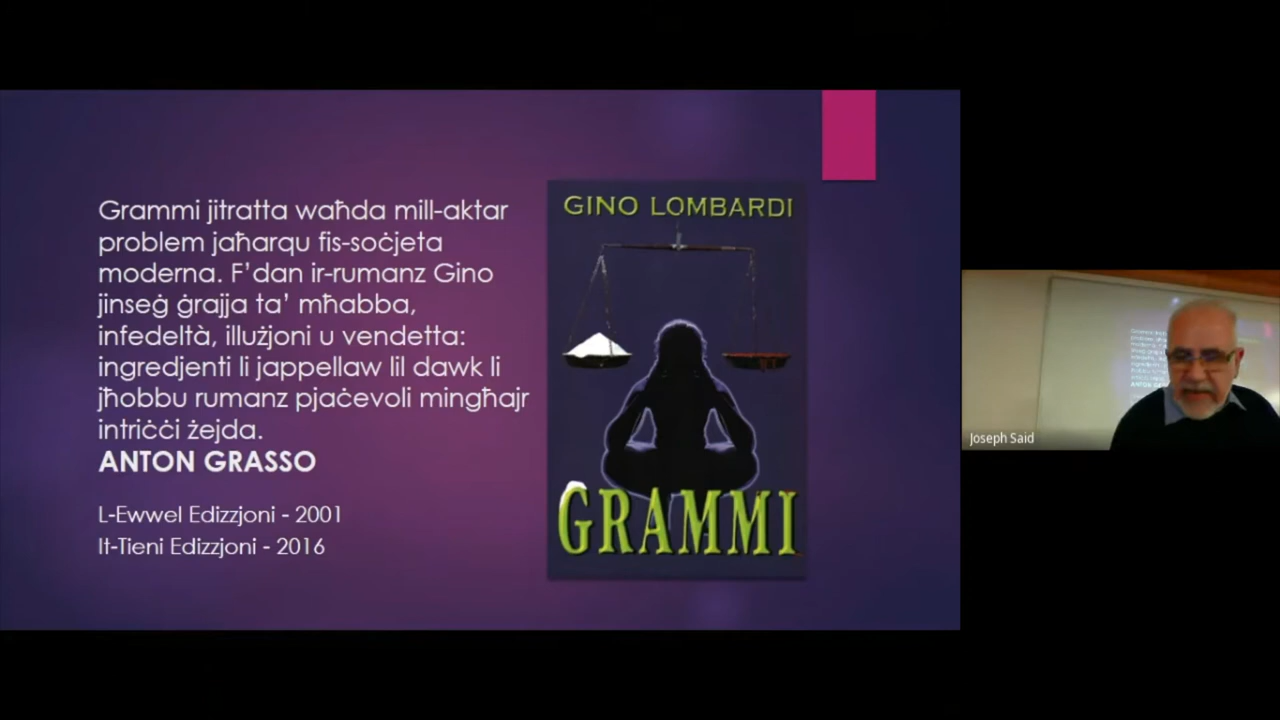 Grammi jitratta waħda mill-aktar
problem jaħarqu fis-soċjeta
moderna. F'dan ir-rumanz Gino
jinseġ ġrajja ta' mħabba,
infedeltà, illużjoni u vendetta:
ingredjenti li jappellaw lil dawk li
jħobbu rumanz pjaċevoli mingħajr
intriċċi żejda.
ANTON GRASSO
L-Ewwel Edizzjoni - 2001
It-Tieni Edizzjoni - 2016
GINO LOMBARDI
GRAMMI
Joseph Said